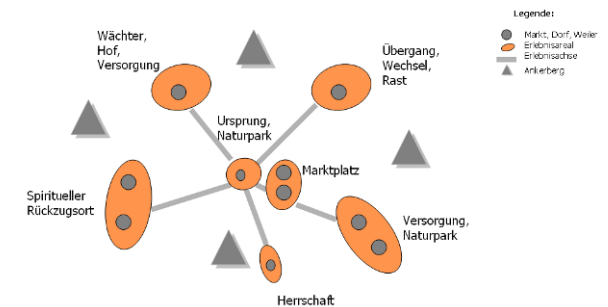 Legende:
Markt, Dorf, Weiler
Erlebnisareal
Erlebnisachse
Ankerberg
Wächter,
Hof,
Versorgung
Übergang,
Wechsel,
Rast
Ursprung,
Naturpark
Marktplatz
Spiritueller
Rückzugsort
Versorgung,
Naturpark
Herrschaft